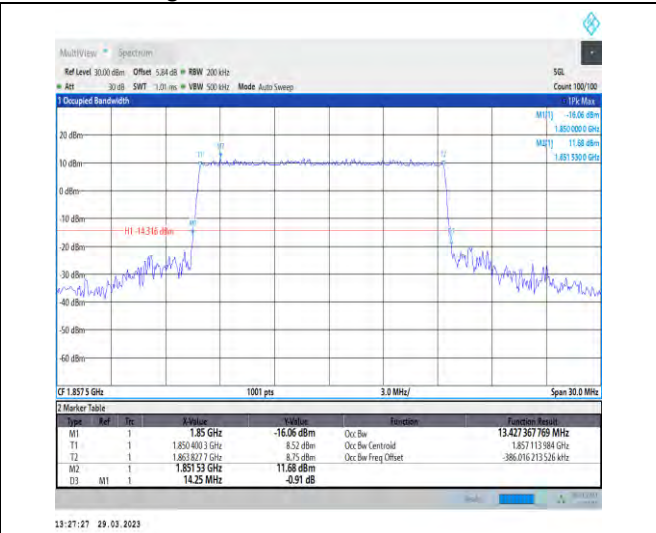 MultiView Spectrum
Ref Level 30.00 dBm Offset 5.84 dB RBW 200 kHz SGL
Att 30 dB SWT 1.01 ms VBW 500 kHz Mode Auto Sweep Count 100/100
1 Occupied Bandwidth 1Pk Max
M1[1] -16.06 dBm
1.850 000 0 GHz
M2[1] 11.68 dBm
1.851 530 0 GHz
20 dBm
M2
T1 T2
10 dBm
0 dBm
-10 dBm
M1
H1 -14.316 dBm
-20 dBm
-30 dBm
-40 dBm
-50 dBm
-60 dBm
CF 1.857 5 GHz 1001 pts 3.0 MHz/ Span 30.0 MHz
2 Marker Table
Type Ref Trc X-Value Y-Value Function Function Result
M1 1 1.85 GHz -16.06 dBm Occ Bw 13.427 367 769 MHz
T1 1 1.850 400 3 GHz 8.52 dBm Occ Bw Centroid 1.857 113 984 GHz
T2 1 1.863 827 7 GHz 8.75 dBm Occ Bw Freq Offset -386.016 213 526 kHz
M2 1 1.851 53 GHz 11.68 dBm
D3 M1 1 14.25 MHz -0.91 dB
13:27:27 29.03.2023